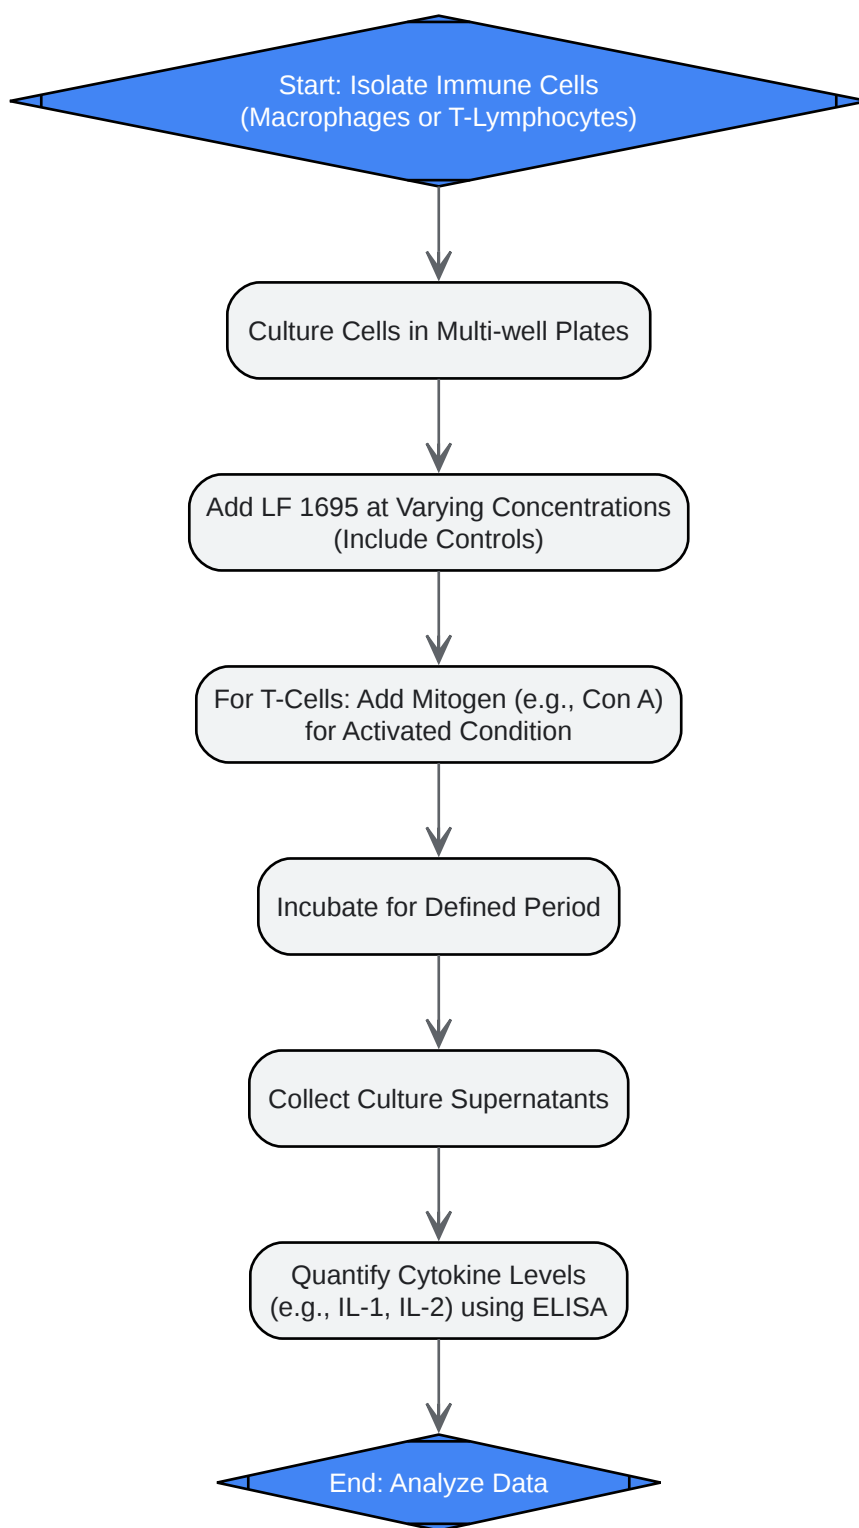 Start: Isolate Immune Cells
(Macrophages or T-Lymphocytes)
Culture Cells in Multi-well Plates
Add LF 1695 at Varying Concentrations
(Include Controls)
For T-Cells: Add Mitogen (e.g., Con A)
for Activated Condition
Incubate for Defined Period
Collect Culture Supernatants
Quantify Cytokine Levels
(e.g., IL-1, IL-2) using ELISA
End: Analyze Data